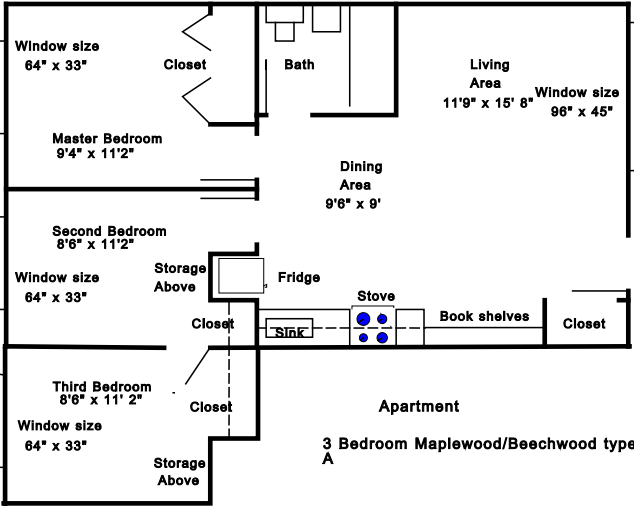 Window size
64" x 33"
Closet
Bath
Living
Area
11'9" x 15' 8"
Window size
96" x 45"
Master Bedroom
9'4" x 11'2"
Dining
Area
9'6" x 9'
Second Bedroom
8'6" x 11'2"
Window size
64" x 33"
Storage
Above
Fridge
Closet
Sink
Stove
Book shelves
Closet
Third Bedroom
8'6" x 11' 2"
Window size
64" x 33"
Closet
Storage
Above
Apartment
3 Bedroom Maplewood/Beechwood type
A